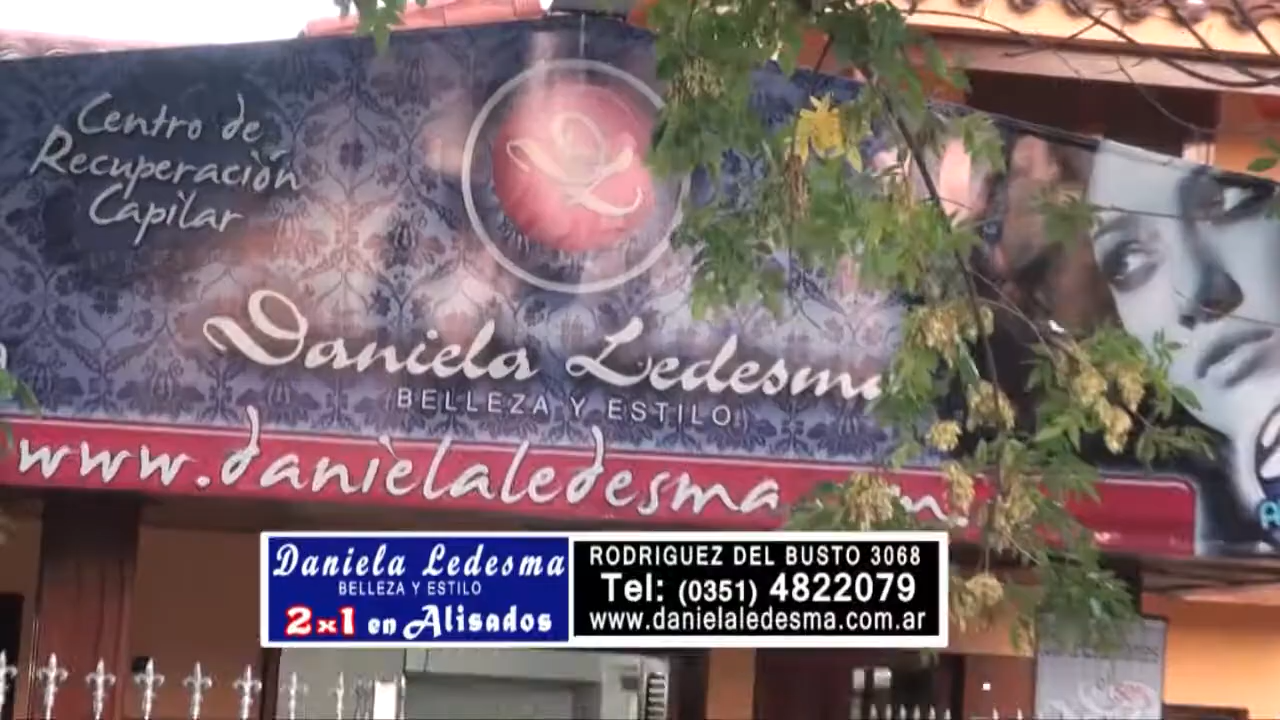 Centro de
Recuperación
Capilar
Daniela Ledesma
BELLEZA Y ESTILO
www.danielaledesma
Daniela Ledesma
BELLEZA Y ESTILO
2x1 en Alisados
RODRIGUEZ DEL BUSTO 3068
Tel: (0351) 4822079
www.danielaledesma.com.ar